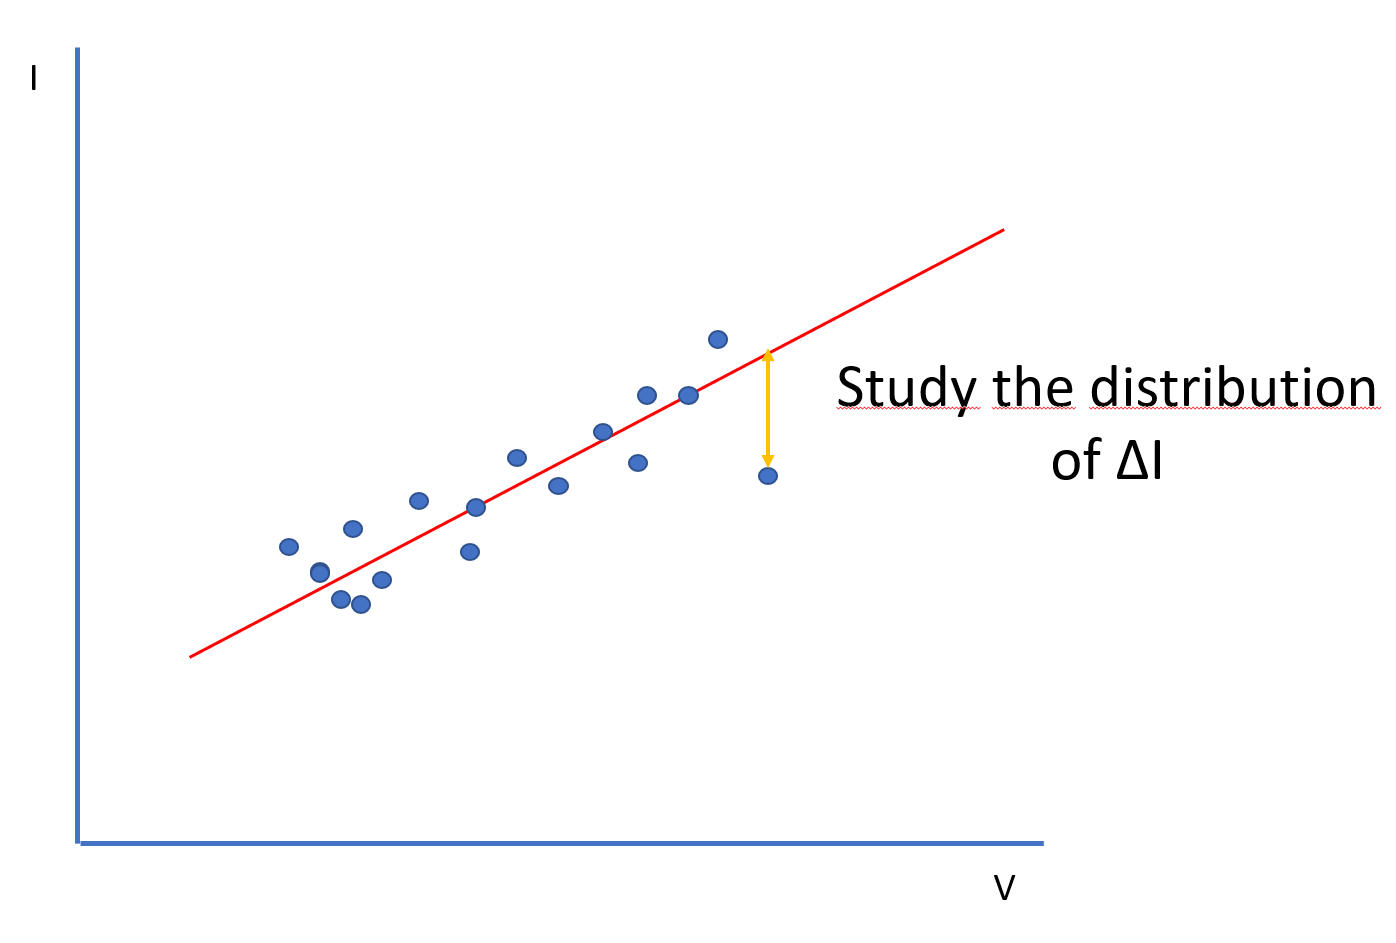 I
Study the distribution
of ΔI
V